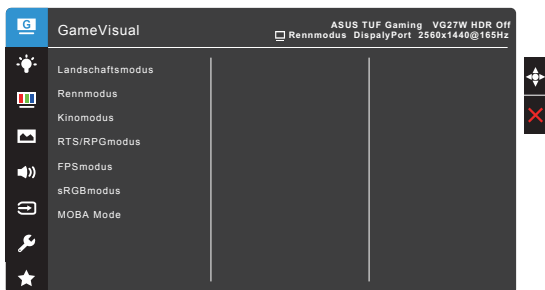 G
GameVisual
ASUS TUF Gaming VG27W HDR Off
Rennmodus DispalyPort 2560x1440@165Hz
Landschaftsmodus
Rennmodus
Kinomodus
RTS/RPGmodus
FPSmodus
sRGBmodus
MOBA Mode